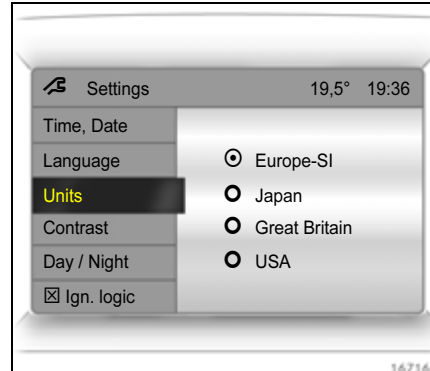 Settings 19,5° 19:36
Time, Date
Language
Units
Contrast
Day / Night
Ign. logic
Europe-SI
Japan
Great Britain
USA
16716